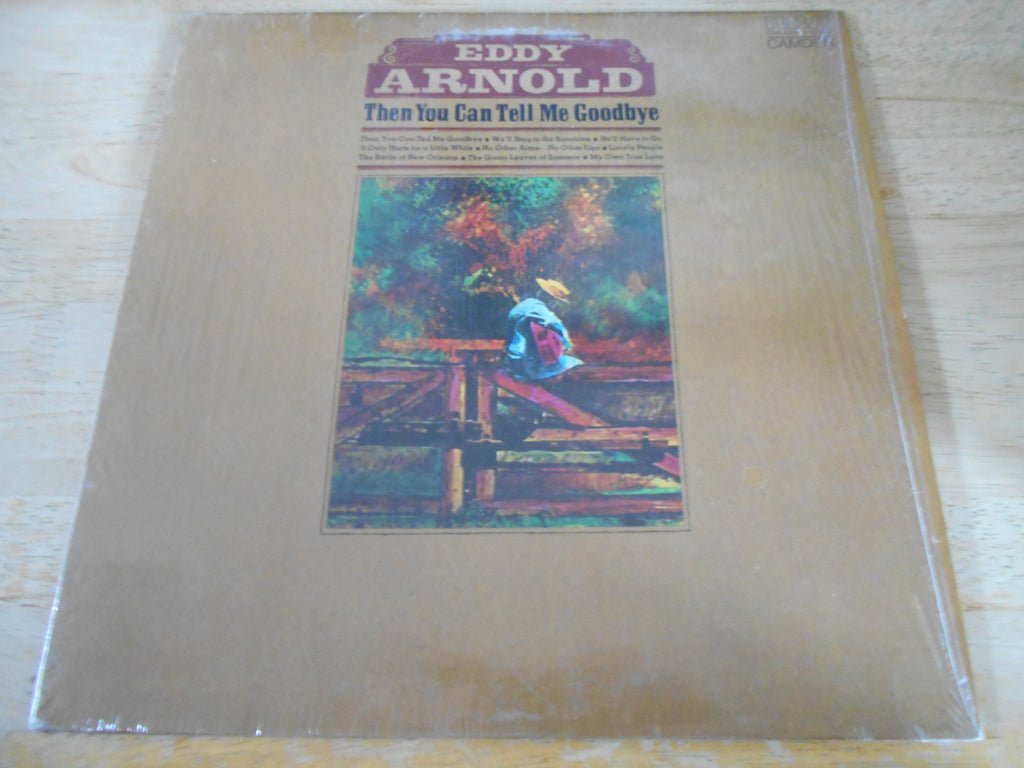 CAMDEN
EDDY
ARNOLD
Then You Can Tell Me Goodbye
Then You Can Tell Me Goodbye • We'll Sing in the Sunshine • He'll Have to Go
It Only Hurts for a Little While • No Other Arms—No Other Lips • Lonely People
The Battle of New Orleans • The Green Leaves of Summer • My Own True Love